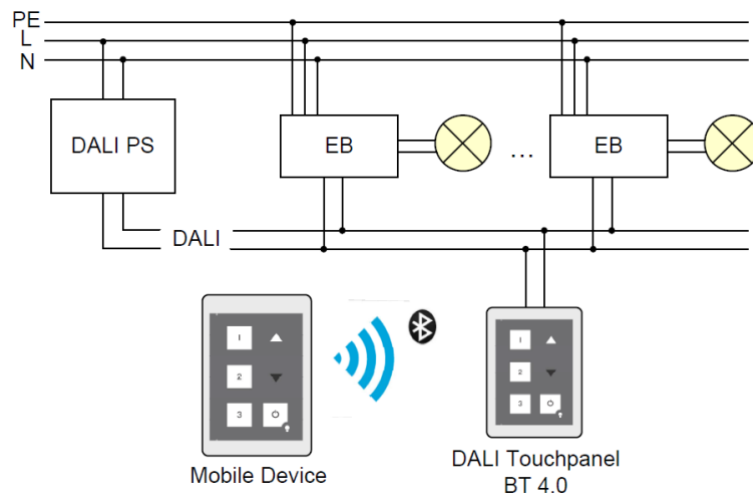 PE
L
N
DALI PS
EB
...
EB
DALI
1
2
3
1
2
3
Mobile Device
DALI Touchpanel
BT 4.0